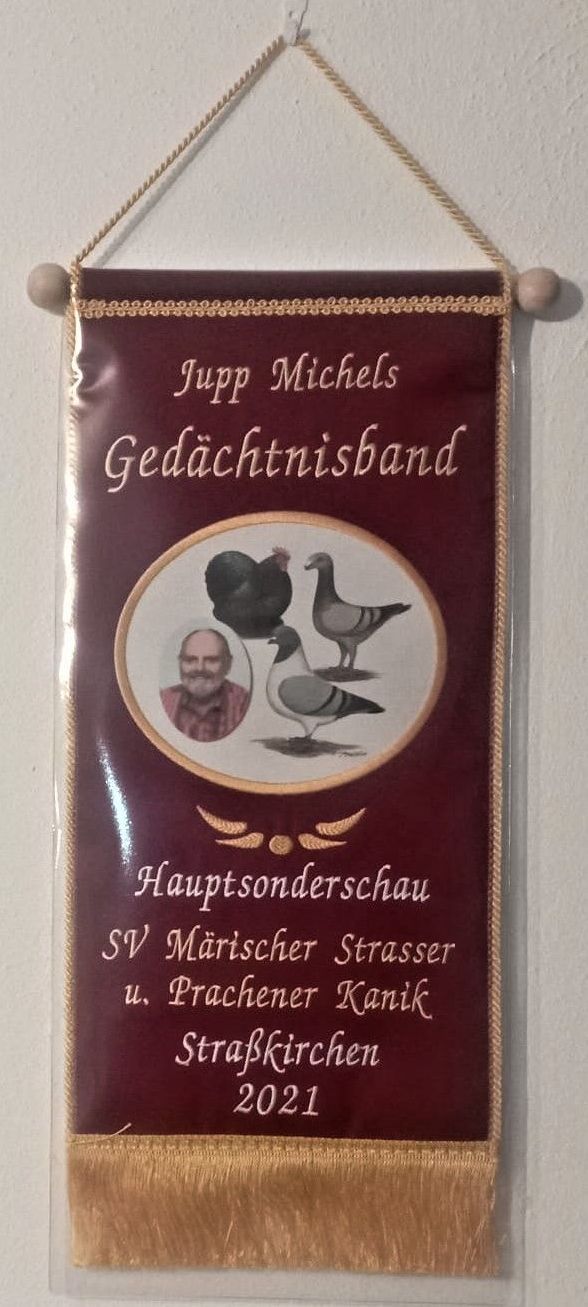 Jupp Michels
Gedächtnisband
Hauptsonderschau
SV Märischer Strasser
u. Prachener Kanik
Straßkirchen
2021